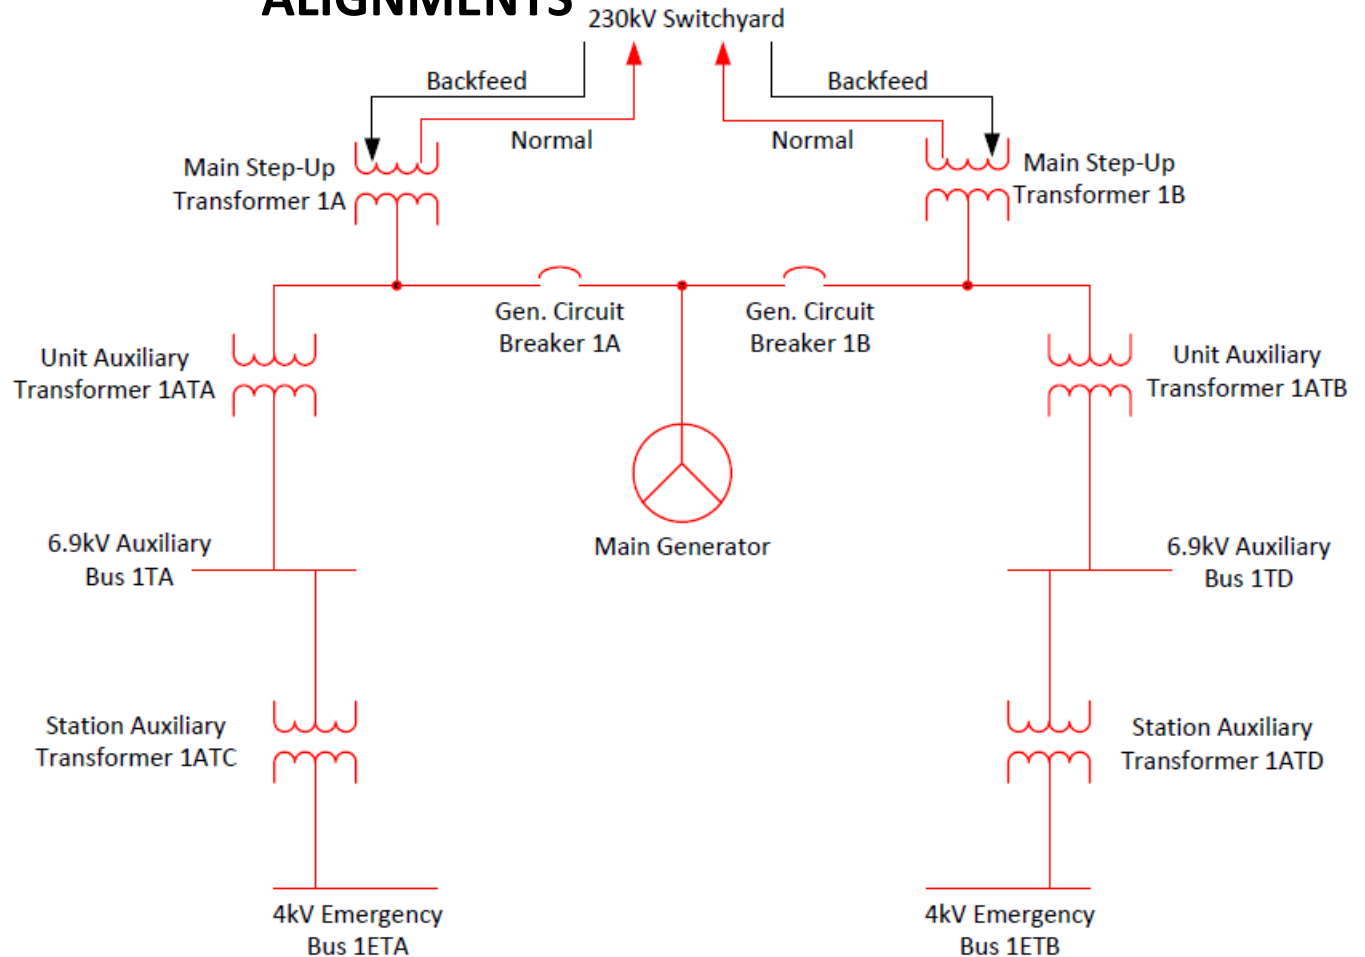 ALIGNMENTS
230kV Switchyard
Backfeed
Backfeed
Normal
Normal
Main Step-Up
Transformer 1A
Main Step-Up
Transformer 1B
Gen. Circuit
Breaker 1A
Gen. Circuit
Breaker 1B
Unit Auxiliary
Transformer 1ATA
Unit Auxiliary
Transformer 1ATB
Main Generator
6.9kV Auxiliary
Bus 1TA
6.9kV Auxiliary
Bus 1TD
Station Auxiliary
Transformer 1ATC
Station Auxiliary
Transformer 1ATD
4kV Emergency
Bus 1ETA
4kV Emergency
Bus 1ETB